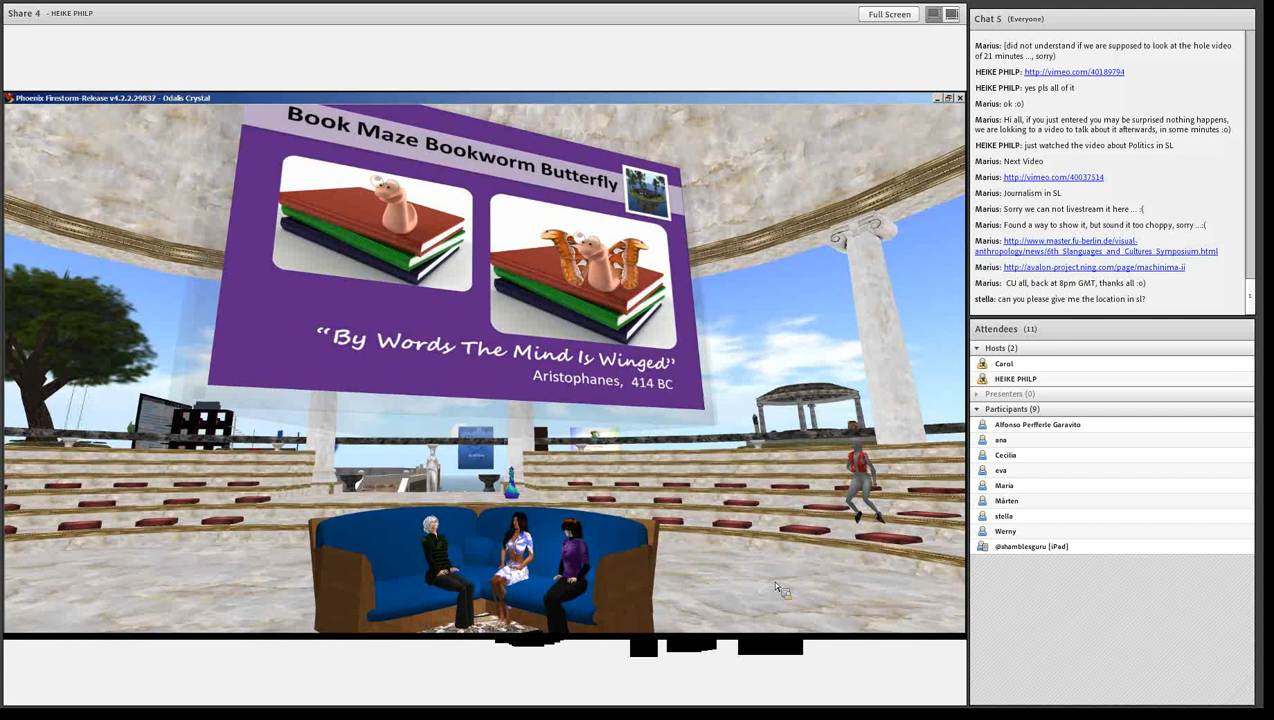 Share 4 - HEIKE PHILP
Full Screen
Phoenix Firestorm-Release v4.2.2.29837 - Odalis Crystal
Book Maze Bookworm Butterfly
“By Words The Mind Is Winged”
Aristophanes, 414 BC
Chat 5 (Everyone)
Marius: [did not understand if we are supposed to look at the hole video
of 21 minutes ..., sorry)
HEIKE PHILP: http://vimeo.com/40189794
HEIKE PHILP: yes pls all of it
Marius: ok :o)
Marius: Hi all, if you just entered you may be surprised nothing happens,
we are lokking to a video to talk about it afterwards, in some minutes :o)
HEIKE PHILP: just watched the video about Politics in SL
Marius: Next Video
Marius: http://vimeo.com/40037514
Marius: Journalism in SL
Marius: Sorry we can not livestream it here ... :(
Marius: Found a way to show it, but sound it too choppy, sorry ...:(
Marius: http://www.master.fu-berlin.de/visual-
anthropology/news/6th_Slanguages_and_Cultures_Symposium.html
Marius: http://avalon-project.ning.com/page/machinima-ii
Marius: CU all, back at 8pm GMT, thanks all :o)
stella: can you please give me the location in sl?
Attendees (11)
Hosts (2)
Carol
HEIKE PHILP
Presenters (0)
Participants (9)
Alfonso Perfferle Garavito
ana
Cecilia
eva
Maria
Mårten
stella
Werny
@shamblesguru [iPad]